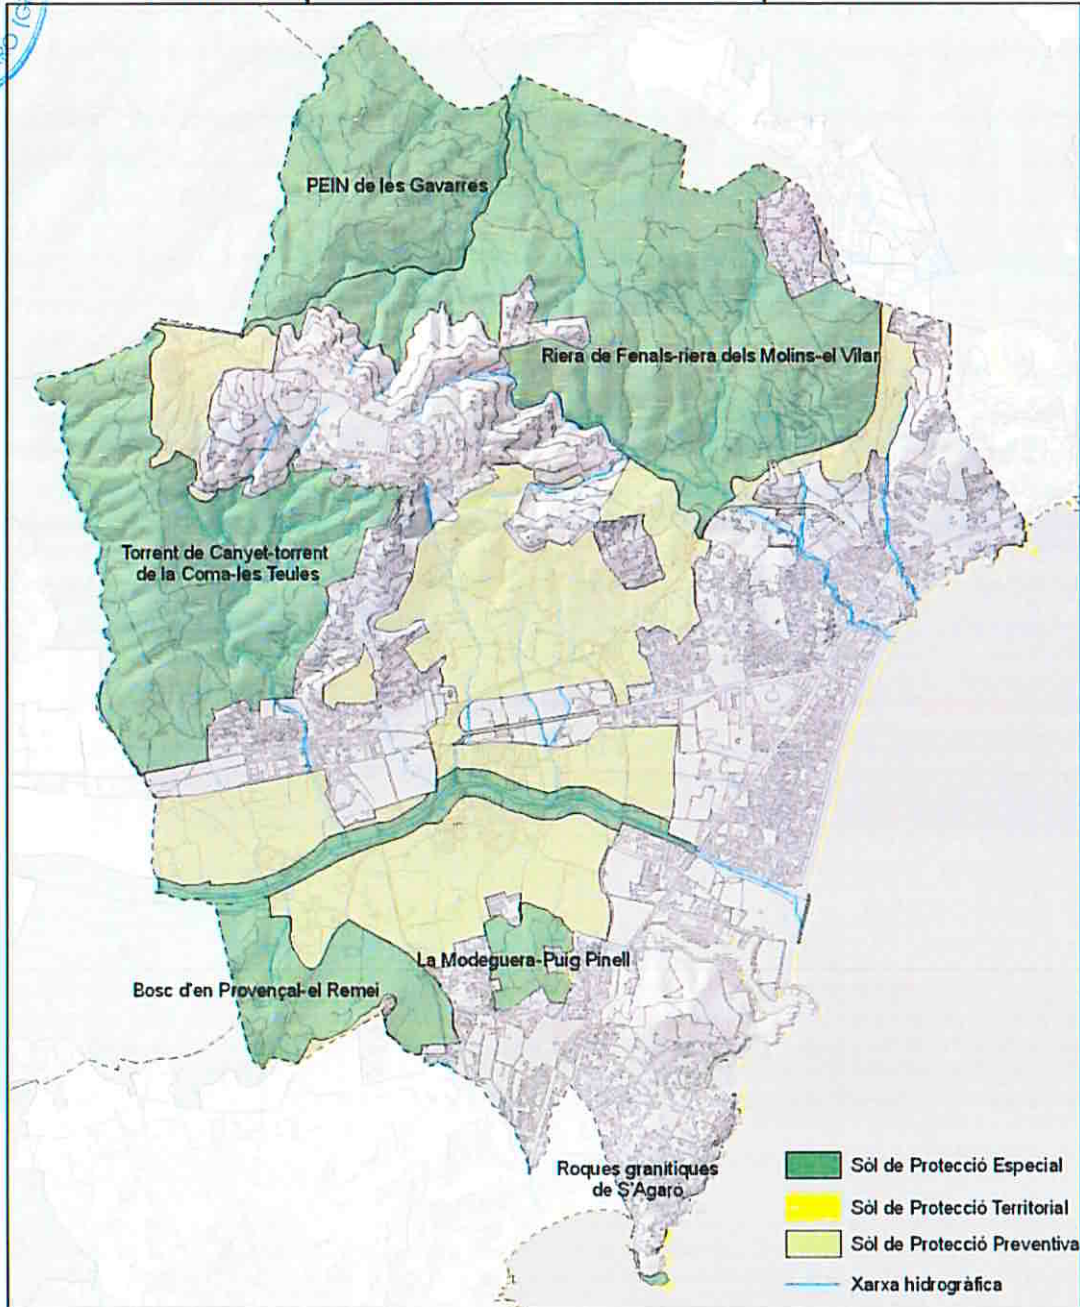 PEIN de les Gavarres
Riera de Fenals-riera dels Molins-el Vilar
Torrent de Canyet-torrent
de la Coma-les Teules
La Modeguera-Puig Pinell
Bosc d'en Provençal-el Remei
Roques granítiques
de S'Agaró
Sòl de Protecció Especial
Sòl de Protecció Territorial
Sòl de Protecció Preventiva
Xarxa hidrogràfica